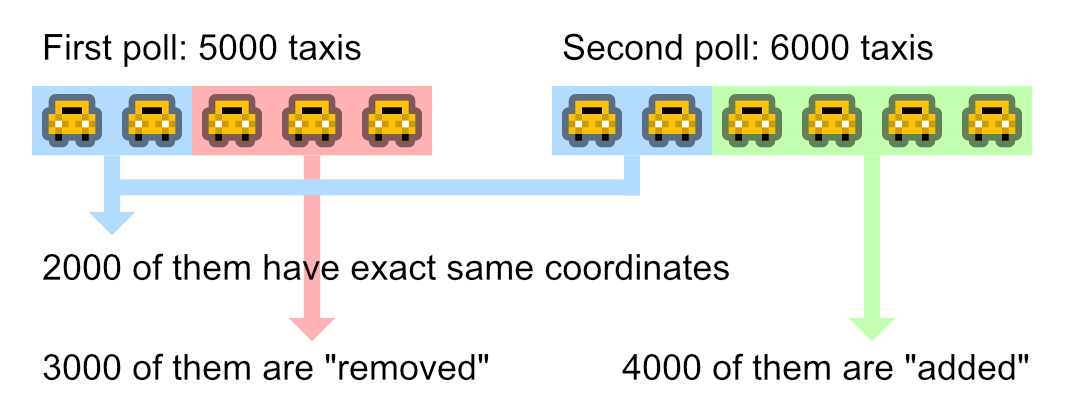 First poll: 5000 taxis
Second poll: 6000 taxis
2000 of them have exact same coordinates
3000 of them are "removed"
4000 of them are "added"